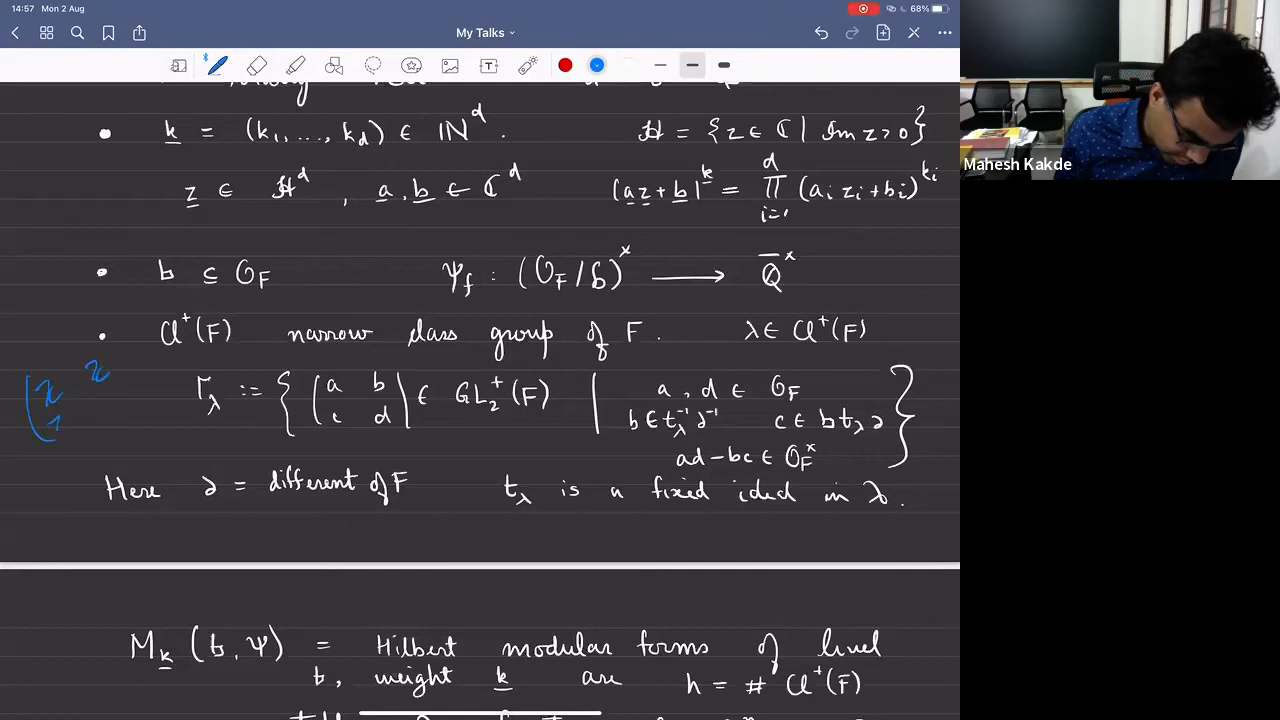 14:57 Mon 2 Aug
68%
My Talks
k = (k₁, ..., k_d) ∈ ℕ^d . ℋ = {z ∈ ℂ | Im z > 0}
z ∈ ℋ^d , a, b ∈ ℂ^d (az + b)^k = ∏_{i=1}^{d} (a_i z_i + b_i)^{k_i}
b ⊆ O_F ψ_f : (O_F / b)^× ⟶ Q̄^×
Cl⁺(F) narrow class group of F. λ ∈ Cl⁺(F)
Γ_λ := { ( a b ; c d ) ∈ GL₂⁺(F) | a, d ∈ O_F
b ∈ t_λ^{-1} ∂^{-1} c ∈ b t_λ ∂
ad - bc ∈ O_F^× }
Here ∂ = different of F t_λ is a fixed ideal in λ.
M_k (b, ψ) = Hilbert modular forms of level
b, weight k are h = # Cl⁺(F)
Mahesh Kakde